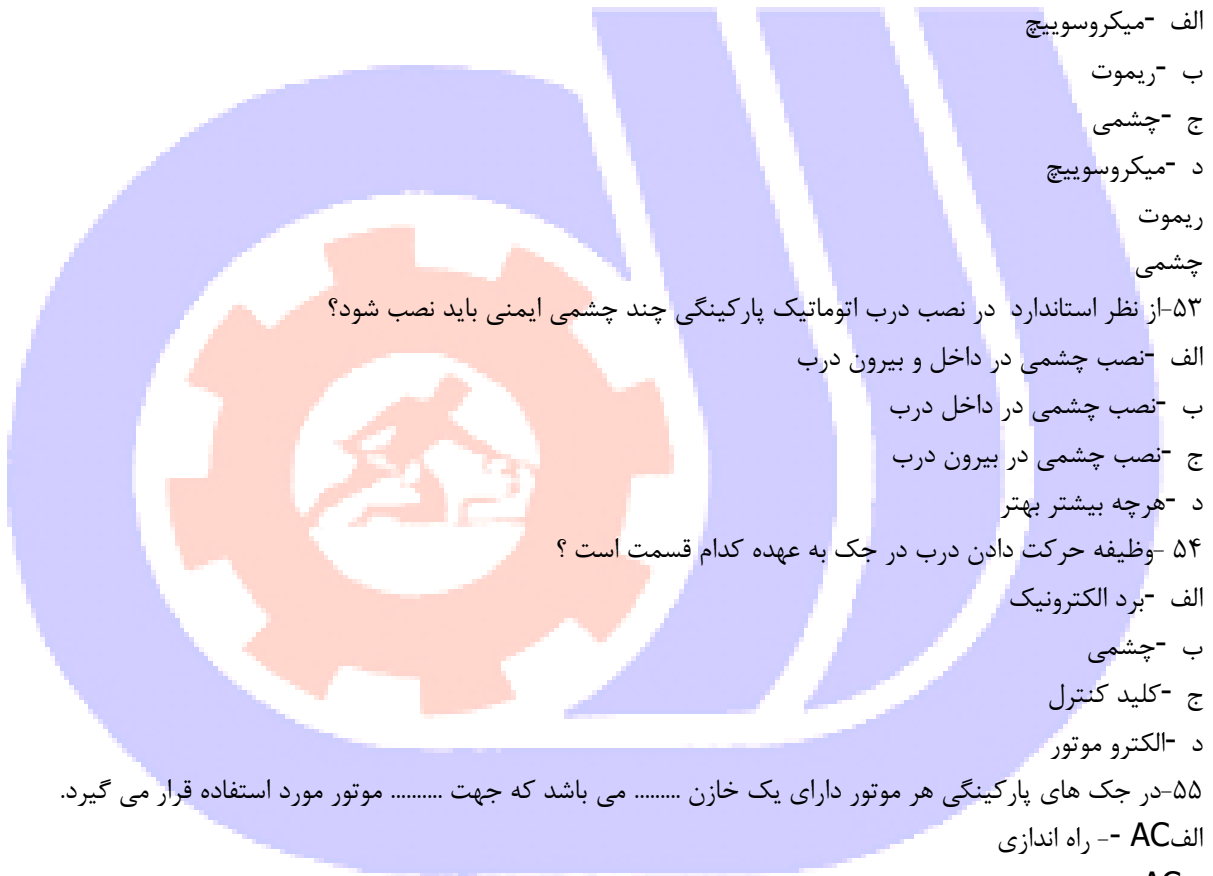 الف -میکروسوییچ
ب -ریموت
ج -چشمی
د -میکروسوییچ
ریموت
چشمی
۵۳-از نظر استاندارد در نصب درب اتوماتیک پارکینگی چند چشمی ایمنی باید نصب شود؟
الف -نصب چشمی در داخل و بیرون درب
ب -نصب چشمی در داخل درب
ج -نصب چشمی در بیرون درب
د -هرچه بیشتر بهتر
۵۴ -وظیفه حرکت دادن درب در جک به عهده کدام قسمت است ؟
الف -برد الکترونیک
ب -چشمی
ج -کلید کنترل
د -الکترو موتور
۵۵-در جک های پارکینگی هر موتور دارای یک خازن ......... می باشد که جهت ......... موتور مورد استفاده قرار می گیرد.
الفAC -- راه اندازی